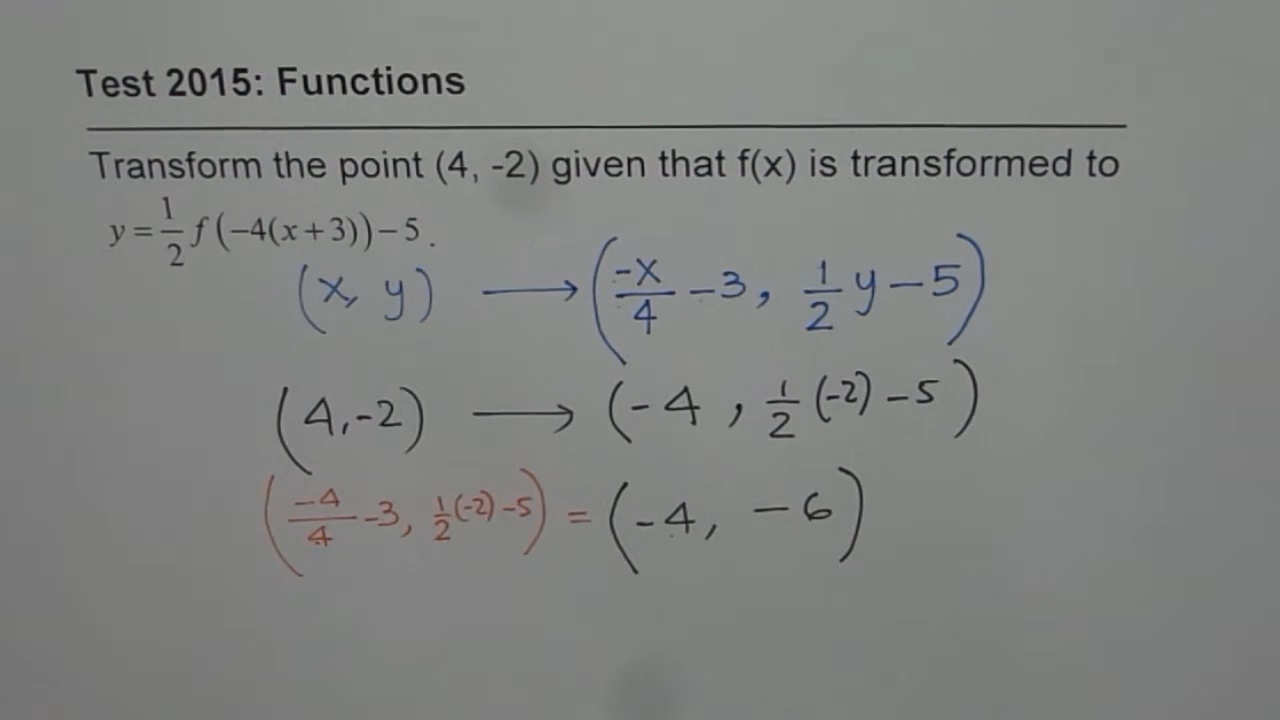 Test 2015: Functions
Transform the point (4, -2) given that f(x) is transformed to
y = 1/2 f(-4(x+3)) - 5 .
(x, y) → (-x/4 - 3, 1/2 y - 5)
(4, -2) → (-4, 1/2 (-2) - 5)
(-4/4 - 3, 1/2 (-2) - 5) = (-4, -6)